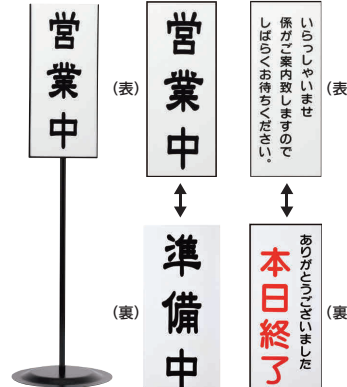 営業中
(表)
営業中
いらっしゃいませ
係がご案内致しますので
しばらくお待ちください。
(表
(裏)
準備中
ありがとうございました
本日終了
(裏